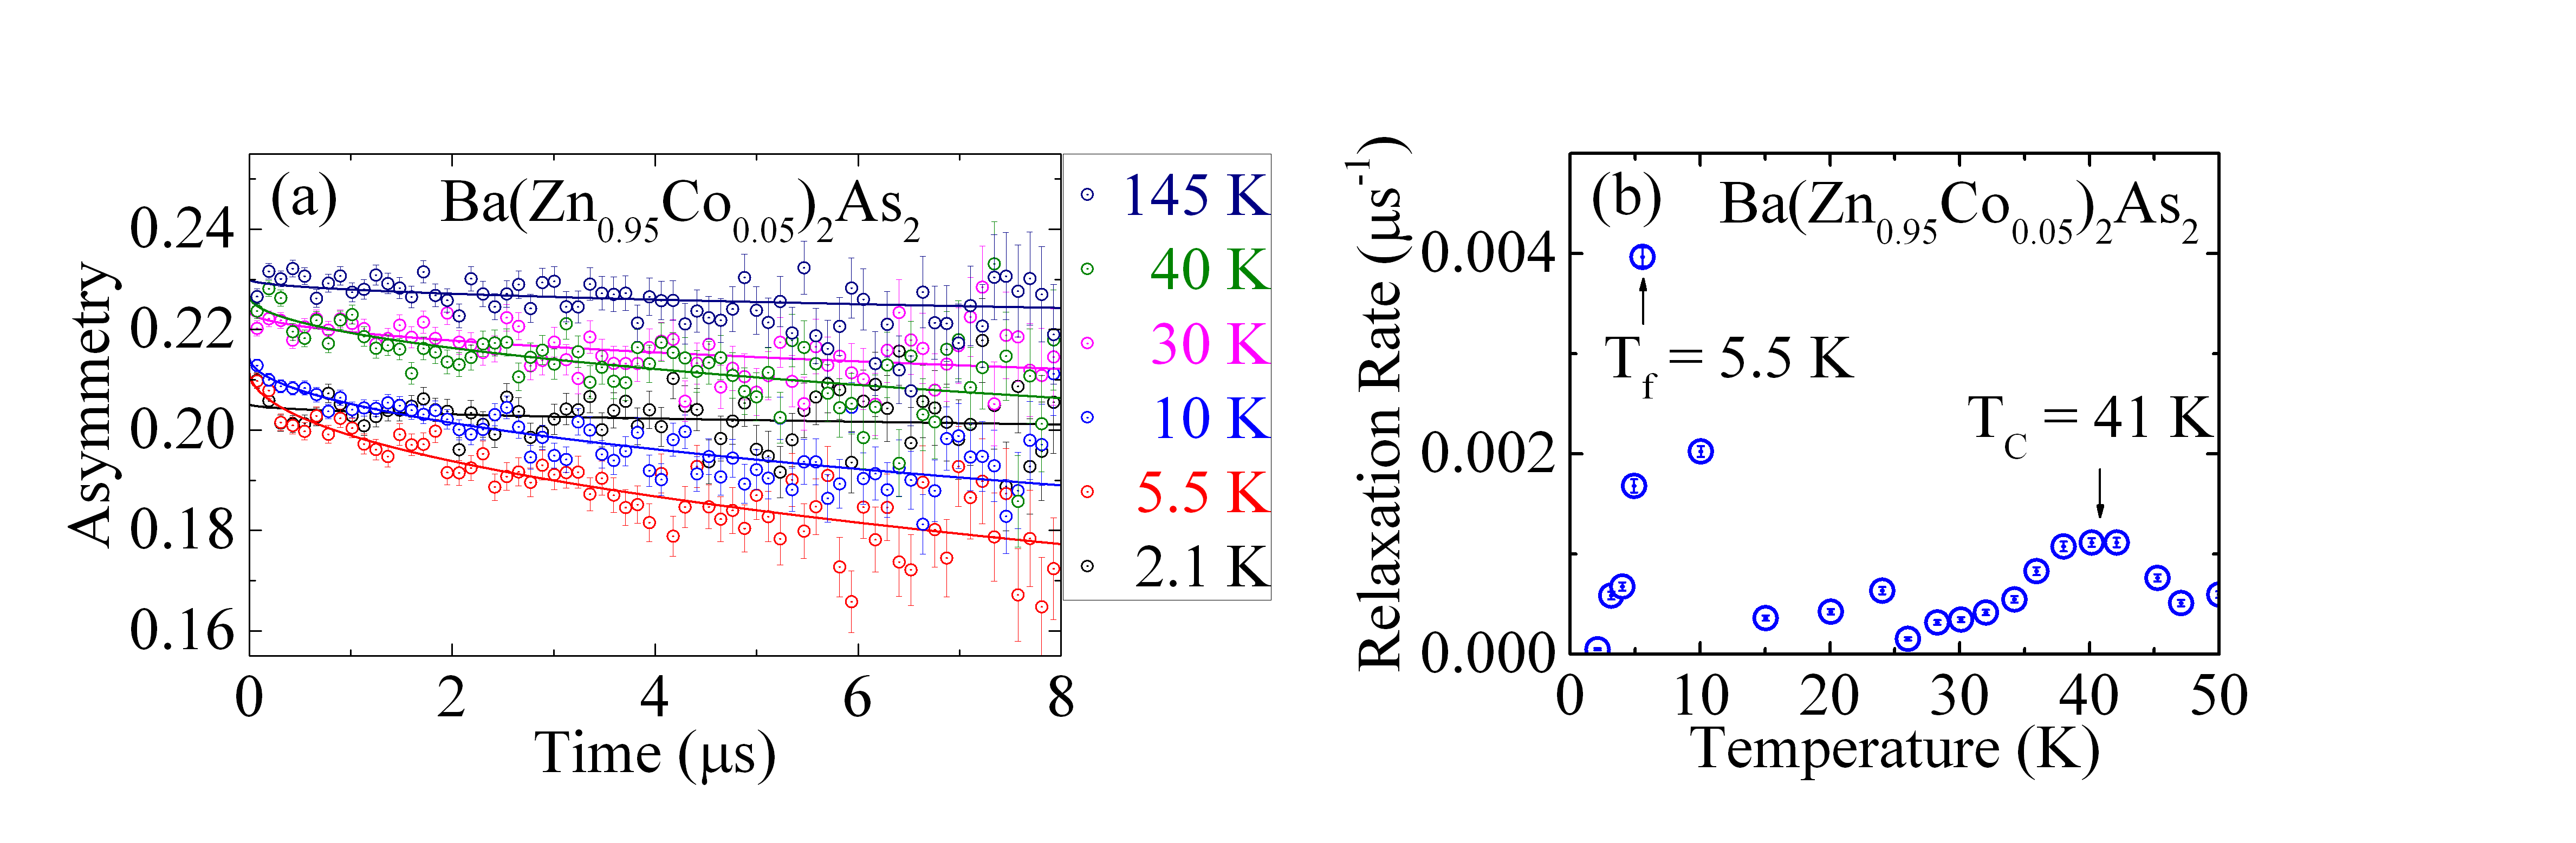 (a) Ba(Zn0.95Co0.05)2As2
Asymmetry
0.24
0.22
0.20
0.18
0.16
0 2 4 6 8
Time (μs)
145 K
40 K
30 K
10 K
5.5 K
2.1 K
(b) Ba(Zn0.95Co0.05)2As2
Relaxation Rate (μs-1)
0.004
0.002
0.000
Tf = 5.5 K
TC = 41 K
0 10 20 30 40 50
Temperature (K)